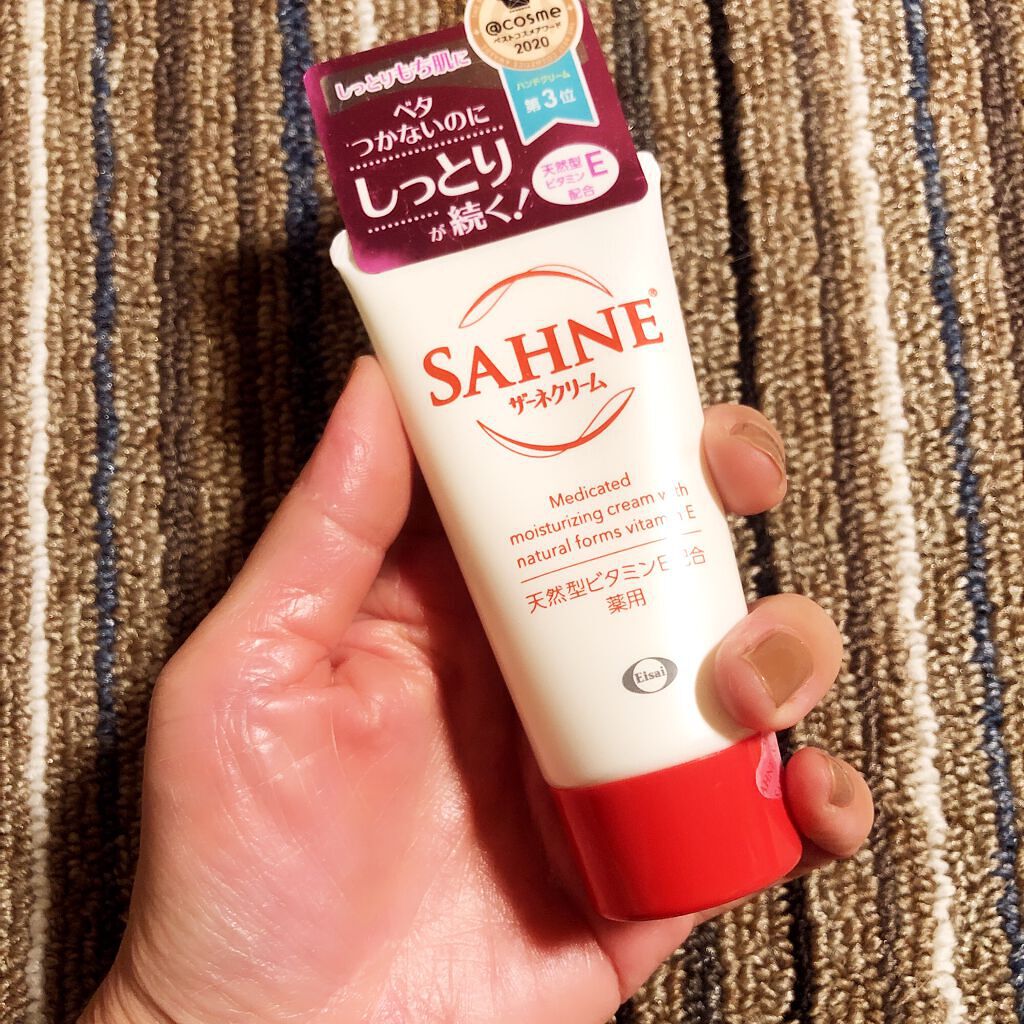 @cosme
ベストコスメアワード
2020
ハンドクリーム
第3位
しっとりもち肌に
ベタ
つかないのに
しっとり
が続く!
天然型
ビタミンE
配合
SAHNE®
ザーネクリーム
Medicated
moisturizing cream with
natural forms vitamin E
天然型ビタミンE配合
薬用
Eisai